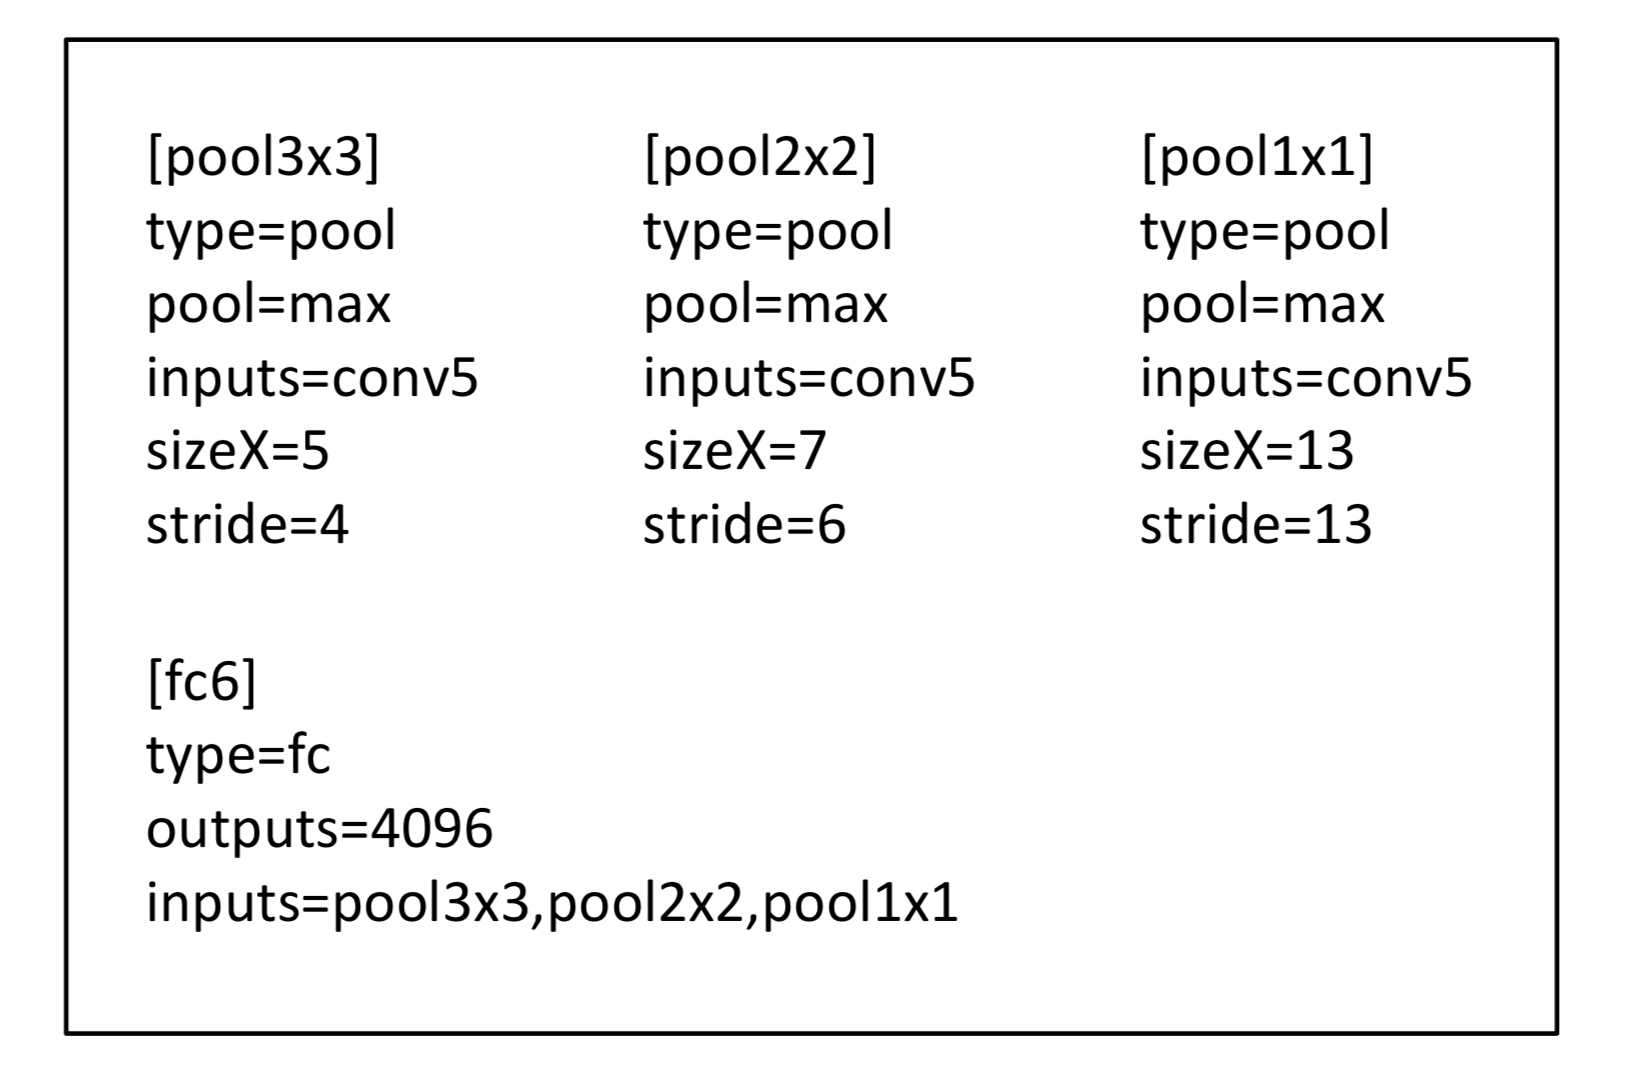 [pool3x3]
type=pool
pool=max
inputs=conv5
sizeX=5
stride=4
[pool2x2]
type=pool
pool=max
inputs=conv5
sizeX=7
stride=6
[pool1x1]
type=pool
pool=max
inputs=conv5
sizeX=13
stride=13
[fc6]
type=fc
outputs=4096
inputs=pool3x3,pool2x2,pool1x1